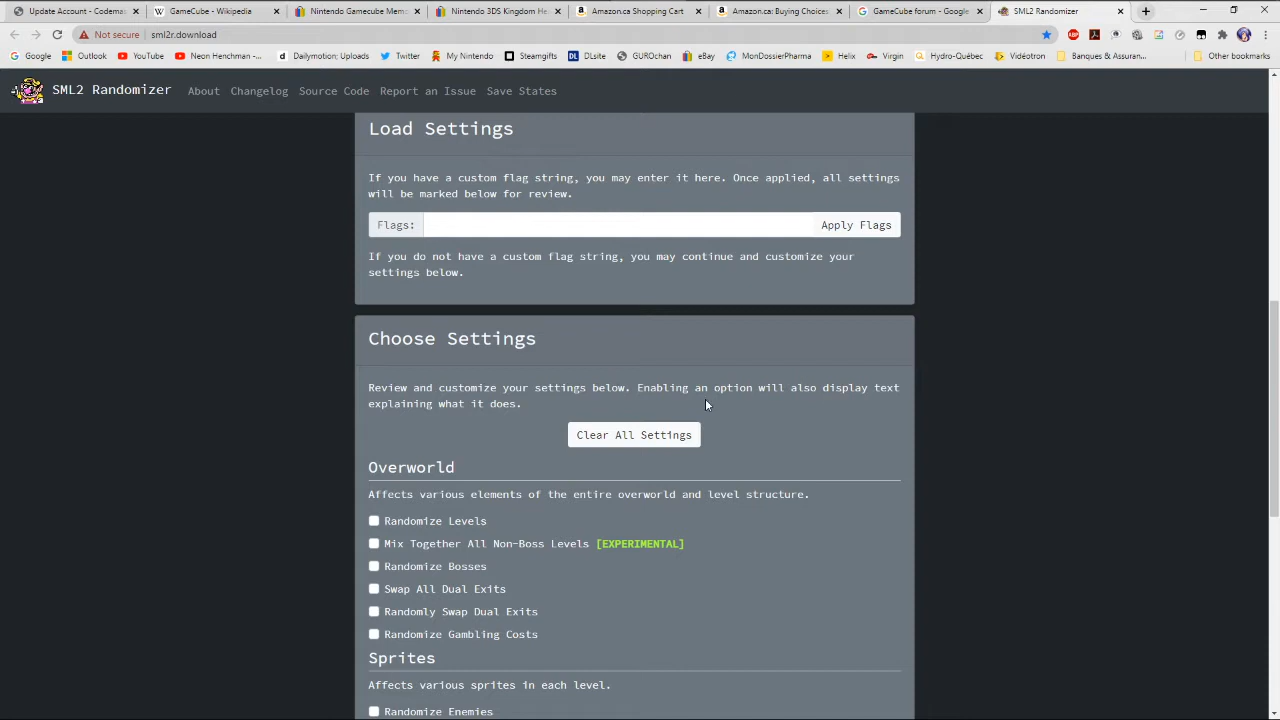 Update Account - Codema
GameCube - Wikipedia
Nintendo Gamecube Mem
Nintendo 3DS Kingdom He
Amazon.ca Shopping Cart
Amazon.ca: Buying Choices
GameCube forum - Google
SML2 Randomizer
Not secure | sml2r.download
Google Outlook YouTube Neon Henchman -... Dailymotion: Uploads Twitter My Nintendo Steamgifts DLsite GUROchan eBay MonDossierPharma Helix Virgin Hydro-Québec Vidéotron Banques & Assuran... Other bookmarks
SML2 Randomizer About Changelog Source Code Report an Issue Save States
Load Settings
If you have a custom flag string, you may enter it here. Once applied, all settings
will be marked below for review.
Flags: Apply Flags
If you do not have a custom flag string, you may continue and customize your
settings below.
Choose Settings
Review and customize your settings below. Enabling an option will also display text
explaining what it does.
Clear All Settings
Overworld
Affects various elements of the entire overworld and level structure.
Randomize Levels
Mix Together All Non-Boss Levels [EXPERIMENTAL]
Randomize Bosses
Swap All Dual Exits
Randomly Swap Dual Exits
Randomize Gambling Costs
Sprites
Affects various sprites in each level.
Randomize Enemies